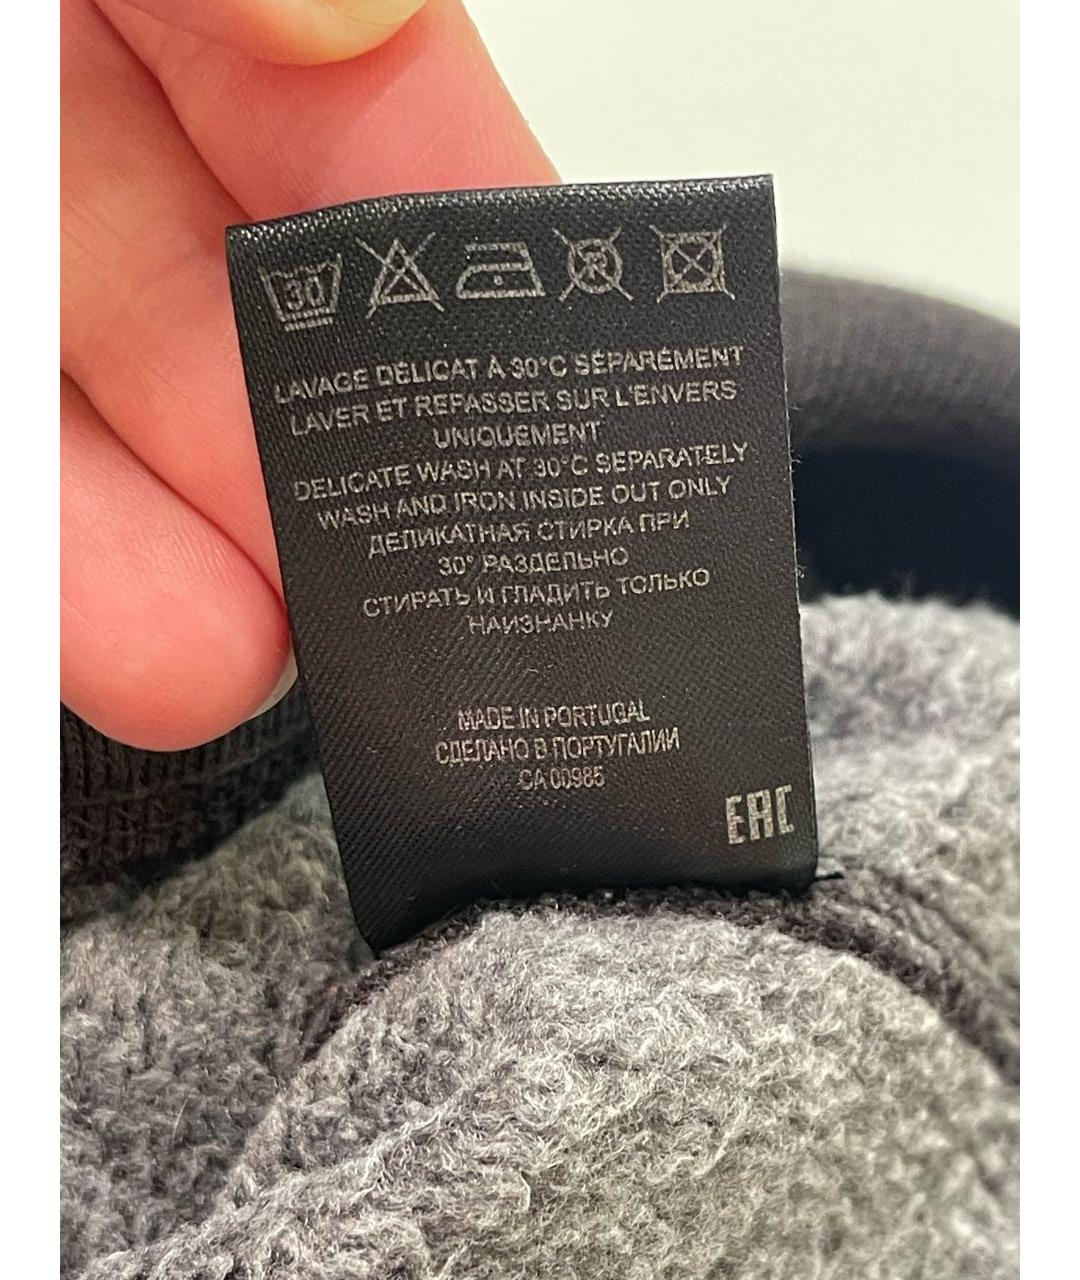 30
LAVAGE DÉLICAT À 30°C SÉPARÉMENT
LAVER ET REPASSER SUR L'ENVERS
UNIQUEMENT
DELICATE WASH AT 30°C SEPARATELY
WASH AND IRON INSIDE OUT ONLY
ДЕЛИКАТНАЯ СТИРКА ПРИ
30° РАЗДЕЛЬНО
СТИРАТЬ И ГЛАДИТЬ ТОЛЬКО
НАИЗНАНКУ
MADE IN PORTUGAL
СДЕЛАНО В ПОРТУГАЛИИ
CA 00985
EAC